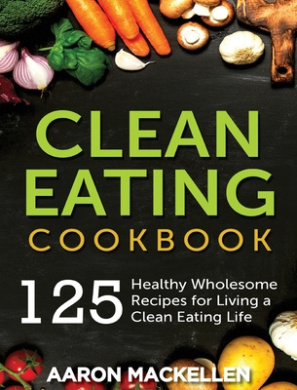 CLEAN
EATING
COOKBOOK
125 Healthy Wholesome
Recipes for Living a
Clean Eating Life
AARON MACKELLEN